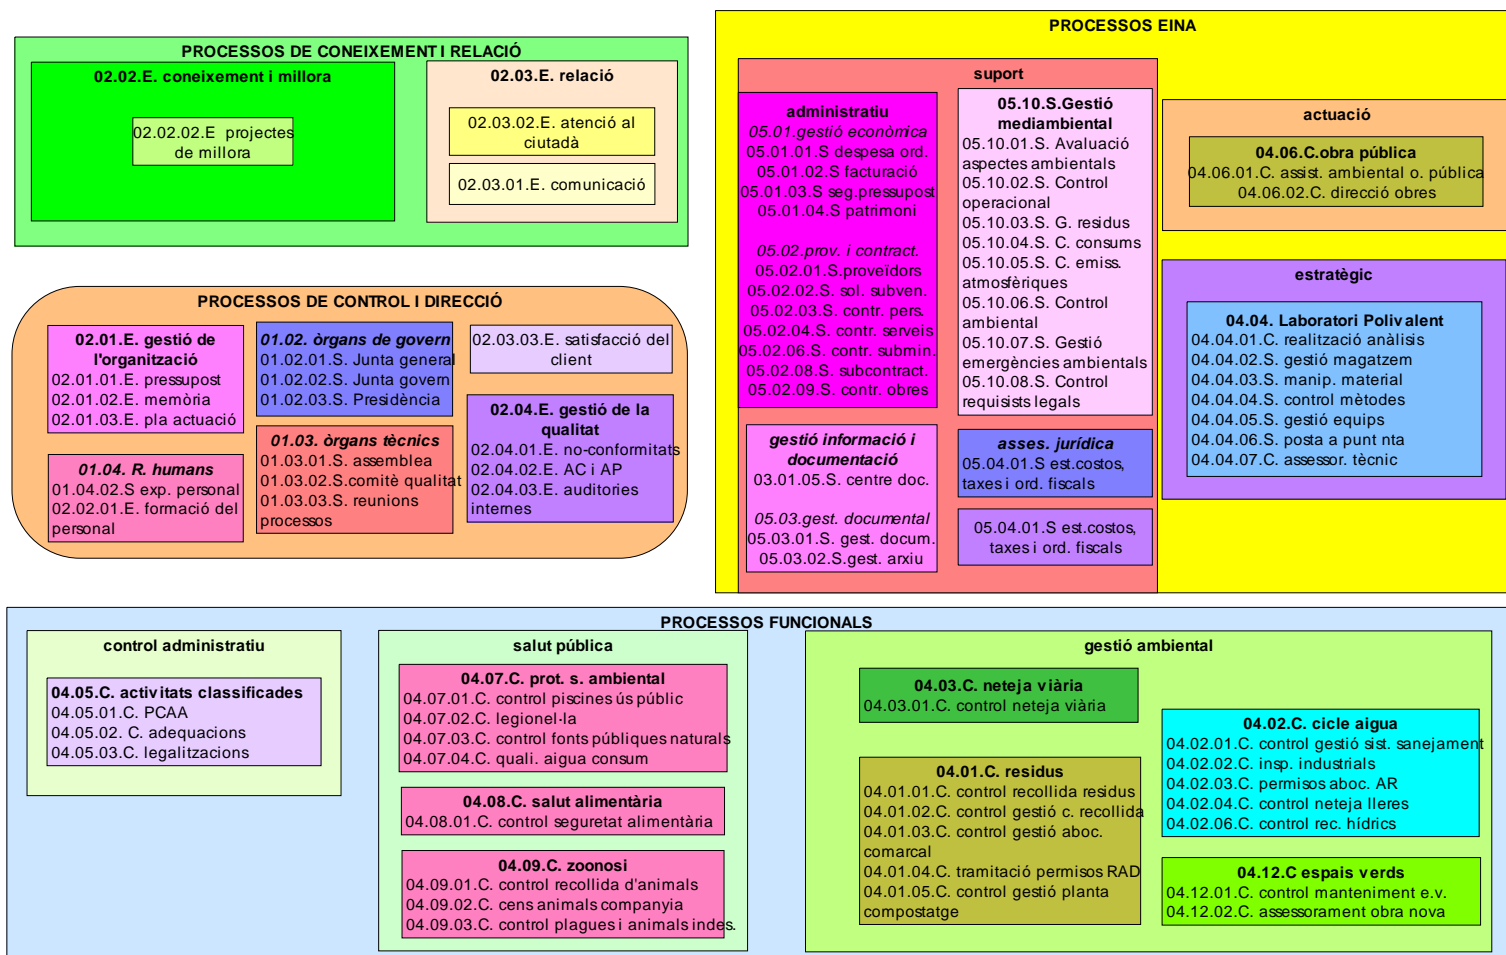 PROCESSOS DE CONEIXEMENT I RELACIÓ
02.02.E. coneixement i millora
02.02.02.E projectes
de millora
02.03.E. relació
02.03.02.E. atenció al
ciutadà
02.03.01.E. comunicació
PROCESSOS DE CONTROL I DIRECCIÓ
02.01.E. gestió de
l'organització
02.01.01.E. pressupost
02.01.02.E. memòria
02.01.03.E. pla actuació
01.04. R. humans
01.04.02.S exp. personal
02.02.01.E. formació del
personal
01.02. òrgans de govern
01.02.01.S. Junta general
01.02.02.S. Junta govern
01.02.03.S. Presidència
01.03. òrgans tècnics
01.03.01.S. assemblea
01.03.02.S.comitè qualitat
01.03.03.S. reunions
processos
02.03.03.E. satisfacció del
client
02.04.E. gestió de la
qualitat
02.04.01.E. no-conformitats
02.04.02.E. AC i AP
02.04.03.E. auditories
internes
PROCESSOS EINA
suport
administratiu
05.01.gestió econòmica
05.01.01.S despesa ord.
05.01.02.S facturació
05.01.03.S seg.pressupost
05.01.04.S patrimoni
05.02.prov. i contract.
05.02.01.S.proveïdors
05.02.02.S. sol. subven.
05.02.03.S. contr. pers.
05.02.04.S. contr. serveis
05.02.06.S. contr. submin.
05.02.08.S. subcontract.
05.02.09.S. contr. obres
gestió informació i
documentació
03.01.05.S. centre doc.
05.03.gest. documental
05.03.01.S. gest. docum.
05.03.02.S.gest. arxiu
05.10.S.Gestió
mediambiental
05.10.01.S. Avaluació
aspectes ambientals
05.10.02.S. Control
operacional
05.10.03.S. G. residus
05.10.04.S. C. consums
05.10.05.S. C. emiss.
atmosfèriques
05.10.06.S. Control
ambiental
05.10.07.S. Gestió
emergències ambientals
05.10.08.S. Control
requisists legals
asses. jurídica
05.04.01.S est.costos,
taxes i ord. fiscals
05.04.01.S est.costos,
taxes i ord. fiscals
actuació
04.06.C.obra pública
04.06.01.C. assist. ambiental o. pública
04.06.02.C. direcció obres
estratègic
04.04. Laboratori Polivalent
04.04.01.C. realització anàlisis
04.04.02.S. gestió magatzem
04.04.03.S. manip. material
04.04.04.S. control mètodes
04.04.05.S. gestió equips
04.04.06.S. posta a punt nta
04.04.07.C. assessor. tècnic
PROCESSOS FUNCIONALS
control administratiu
04.05.C. activitats classificades
04.05.01.C. PCAA
04.05.02. C. adequacions
04.05.03.C. legalitzacions
salut pública
04.07.C. prot. s. ambiental
04.07.01.C. control piscines ús públic
04.07.02.C. legionel·la
04.07.03.C. control fonts públiques naturals
04.07.04.C. quali. aigua consum
04.08.C. salut alimentària
04.08.01.C. control seguretat alimentària
04.09.C. zoonosi
04.09.01.C. control recollida d'animals
04.09.02.C. cens animals companyia
04.09.03.C. control plagues i animals indes.
gestió ambiental
04.03.C. neteja viària
04.03.01.C. control neteja viària
04.01.C. residus
04.01.01.C. control recollida residus
04.01.02.C. control gestió c. recollida
04.01.03.C. control gestió aboc.
comarcal
04.01.04.C. tramitació permisos RAD
04.01.05.C. control gestió planta
compostatge
04.02.C. cicle aigua
04.02.01.C. control gestió sist. sanejament
04.02.02.C. insp. industrials
04.02.03.C. permisos aboc. AR
04.02.04.C. control neteja lleres
04.02.06.C. control rec. hídrics
04.12.C espais verds
04.12.01.C. control manteniment e.v.
04.12.02.C. assessorament obra nova